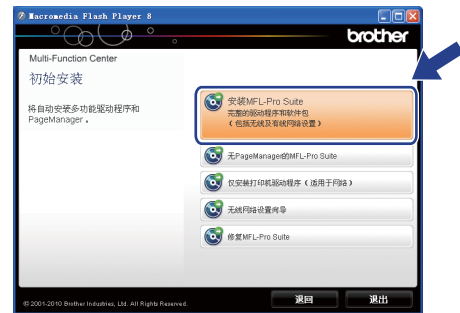 Macromedia Flash Player 8
brother
Multi-Function Center
初始安装
将自动安装多功能驱动程序和
PageManager。
安装MFL-Pro Suite
完整的驱动程序和软件包
（包括无线及有线网络设置）
无PageManager的MFL-Pro Suite
仅安装打印机驱动程序（适用于网络）
无线网络设置向导
修复MFL-Pro Suite
© 2001-2010 Brother Industries, Ltd. All Rights Reserved.
退回
退出